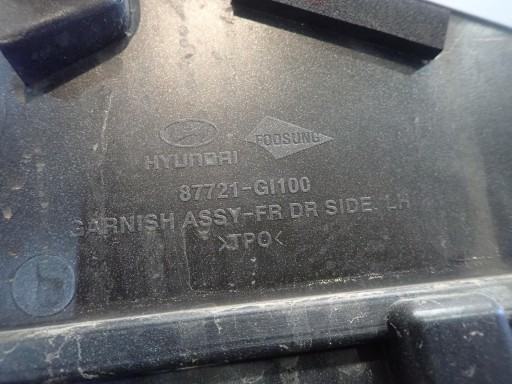 FOOSUNG
HYUNDAI
87721-GI100
GARNISH ASSY-FR DR SIDE, LH
>TPO<